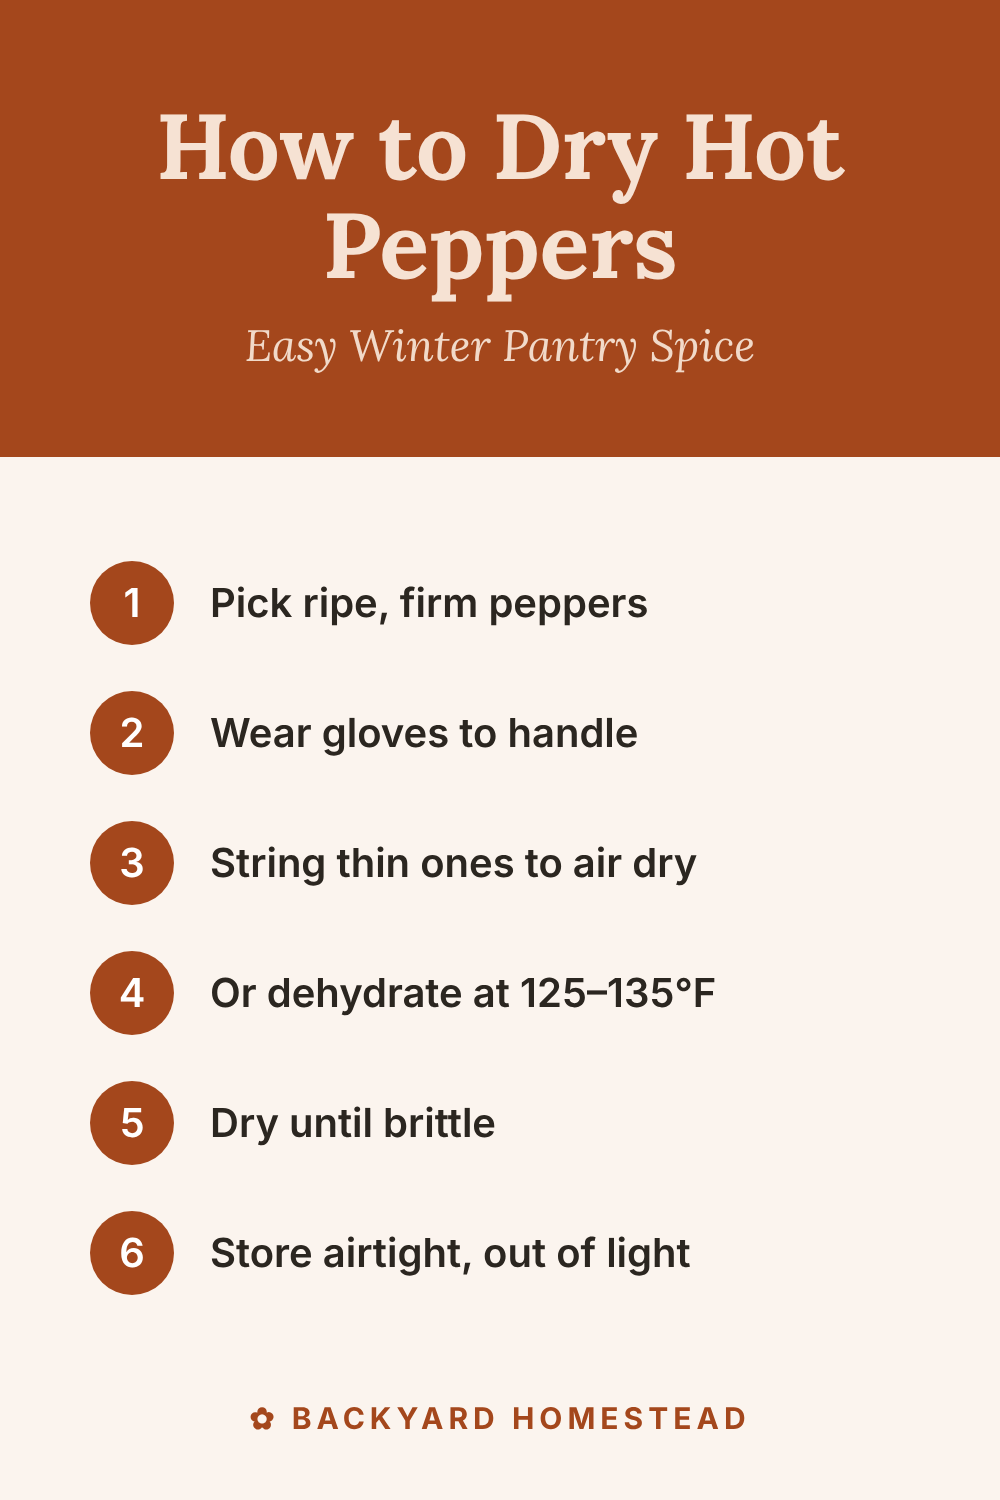 How to Dry Hot
Peppers
Easy Winter Pantry Spice
1 Pick ripe, firm peppers
2 Wear gloves to handle
3 String thin ones to air dry
4 Or dehydrate at 125–135°F
5 Dry until brittle
6 Store airtight, out of light
✿ BACKYARD HOMESTEAD